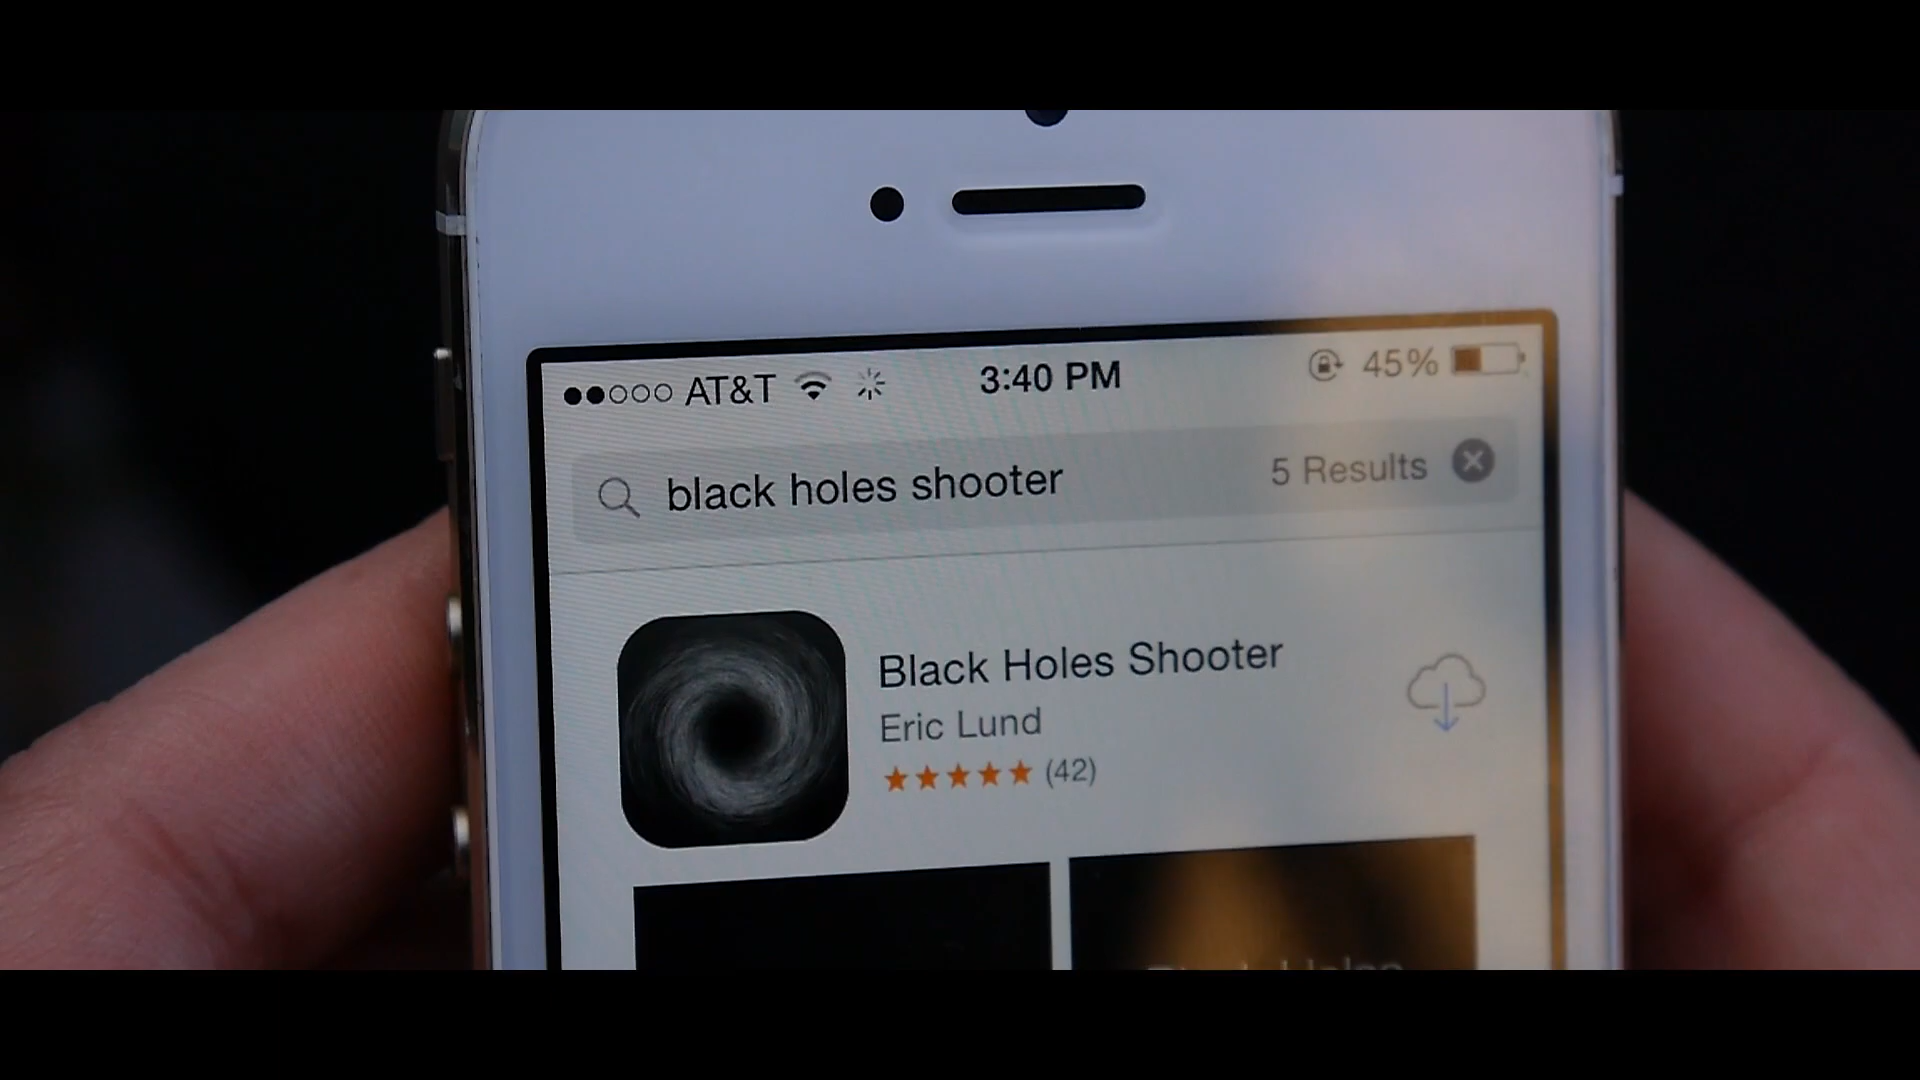 AT&T 3:40 PM 45%
black holes shooter 5 Results
Black Holes Shooter
Eric Lund
(42)